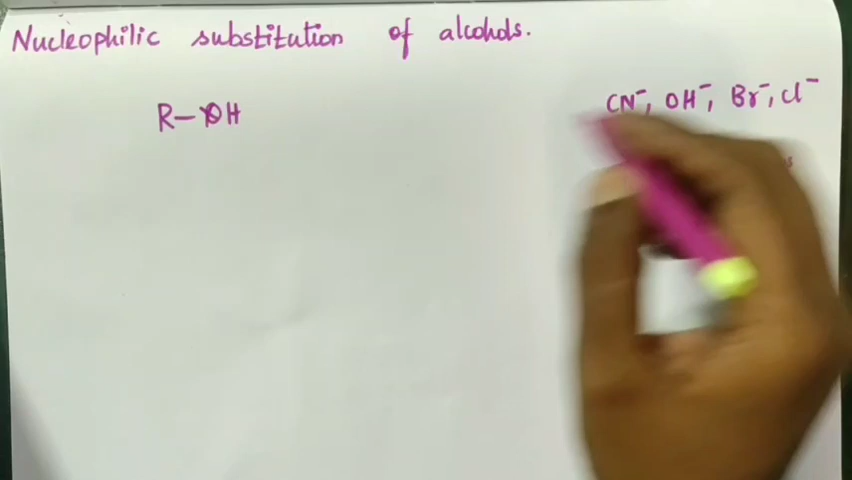 Nucleophilic substitution of alcohols.
R-OH
CN⁻, OH⁻, Br⁻, Cl⁻